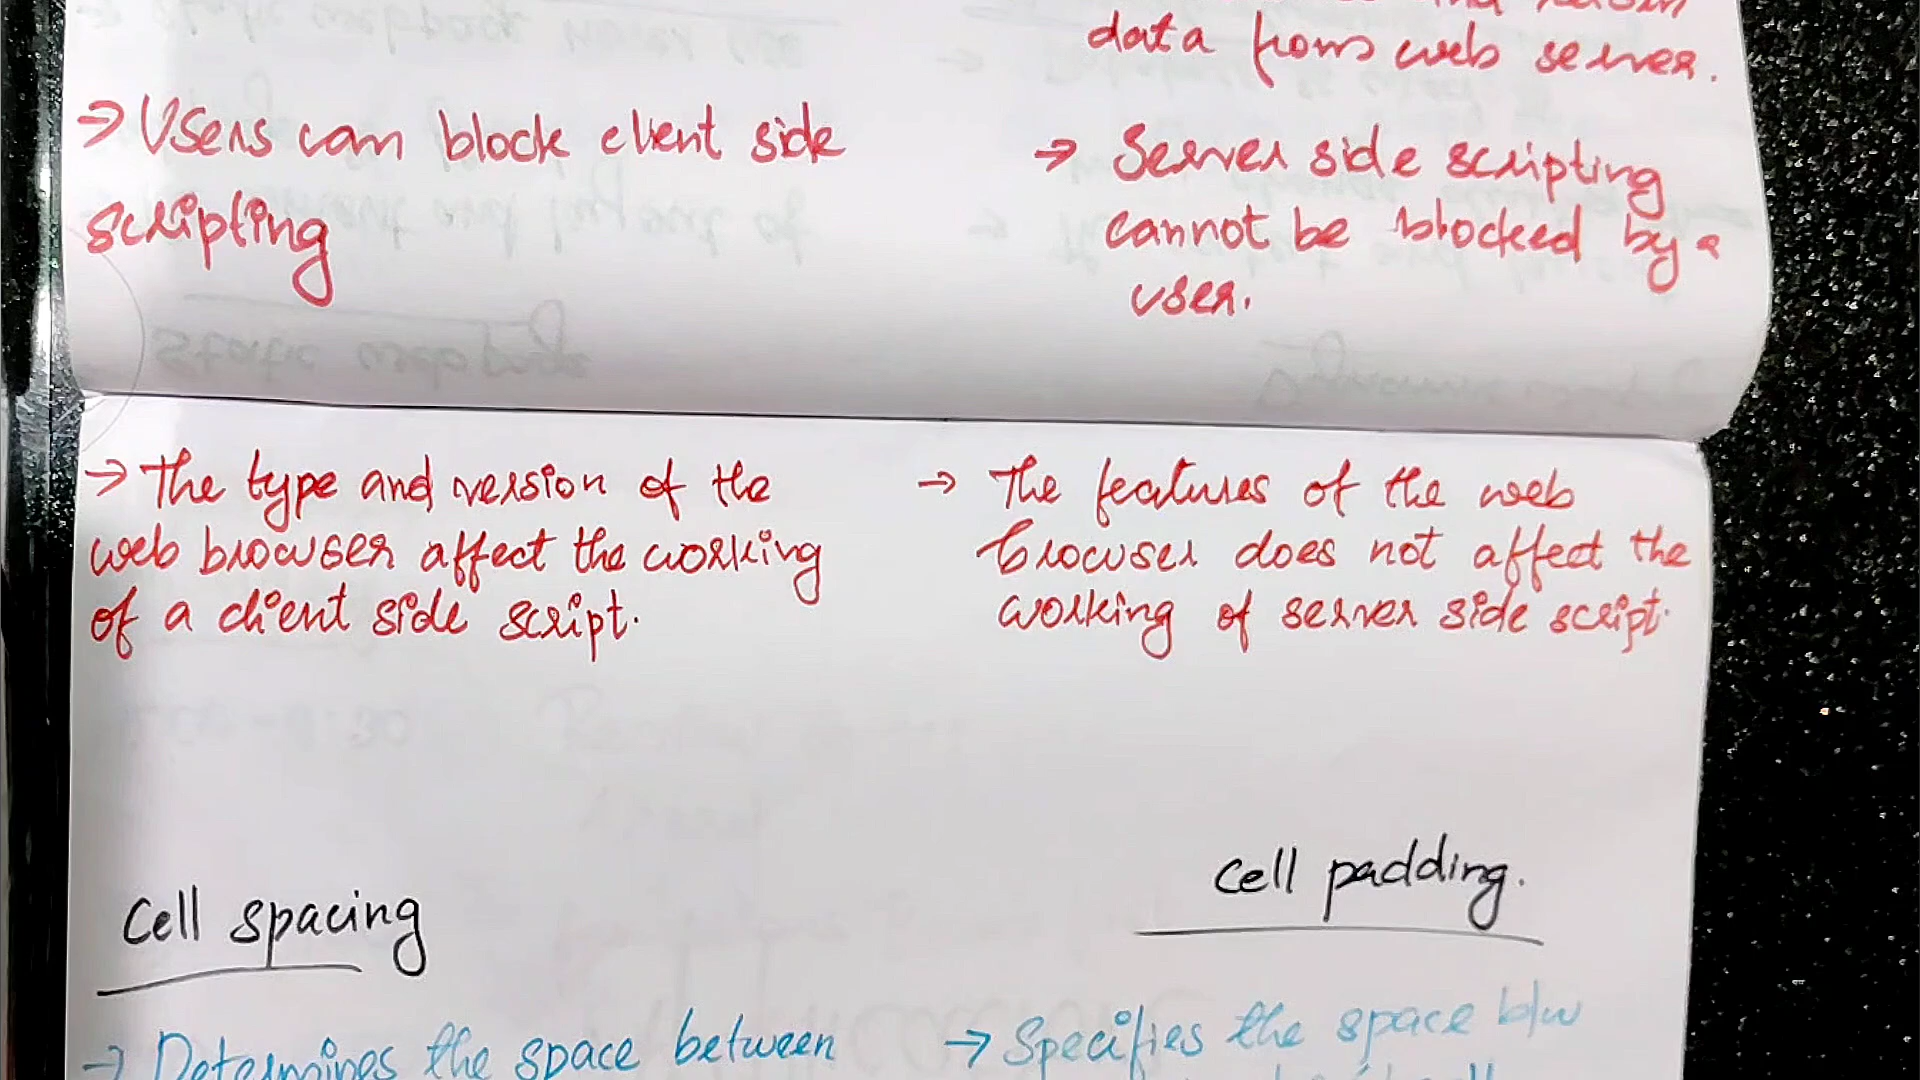 data from web server.
→ Users can block client side
scripting
→ Server side scripting
cannot be blocked by a
user.
→ The type and version of the
web browser affect the working
of a client side script.
→ The features of the web
browser does not affect the
working of server side script.
Cell spacing
Cell padding.
→ Determines the space between
→ Specifies the space b/w